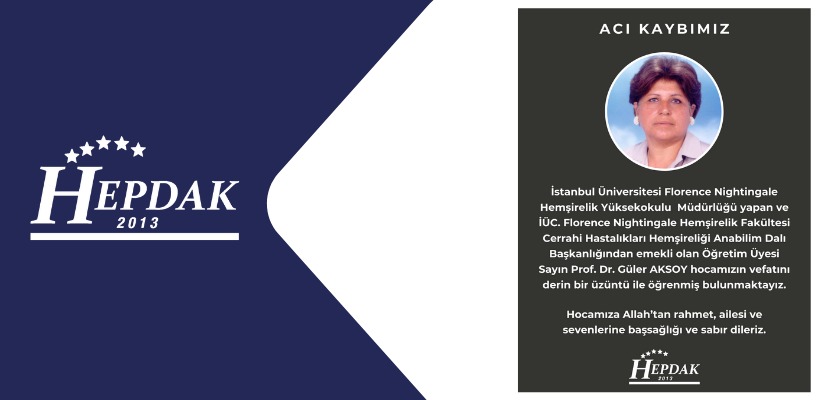 HEPDAK
2013
ACI KAYBIMIZ
İstanbul Üniversitesi Florence Nightingale
Hemşirelik Yüksekokulu Müdürlüğü yapan ve
İÜC. Florence Nightingale Hemşirelik Fakültesi
Cerrahi Hastalıkları Hemşireliği Anabilim Dalı
Başkanlığından emekli olan Öğretim Üyesi
Sayın Prof. Dr. Güler AKSOY hocamızın vefatını
derin bir üzüntü ile öğrenmiş bulunmaktayız.
Hocamıza Allah'tan rahmet, ailesi ve
sevenlerine başsağlığı ve sabır dileriz.
HEPDAK
2013